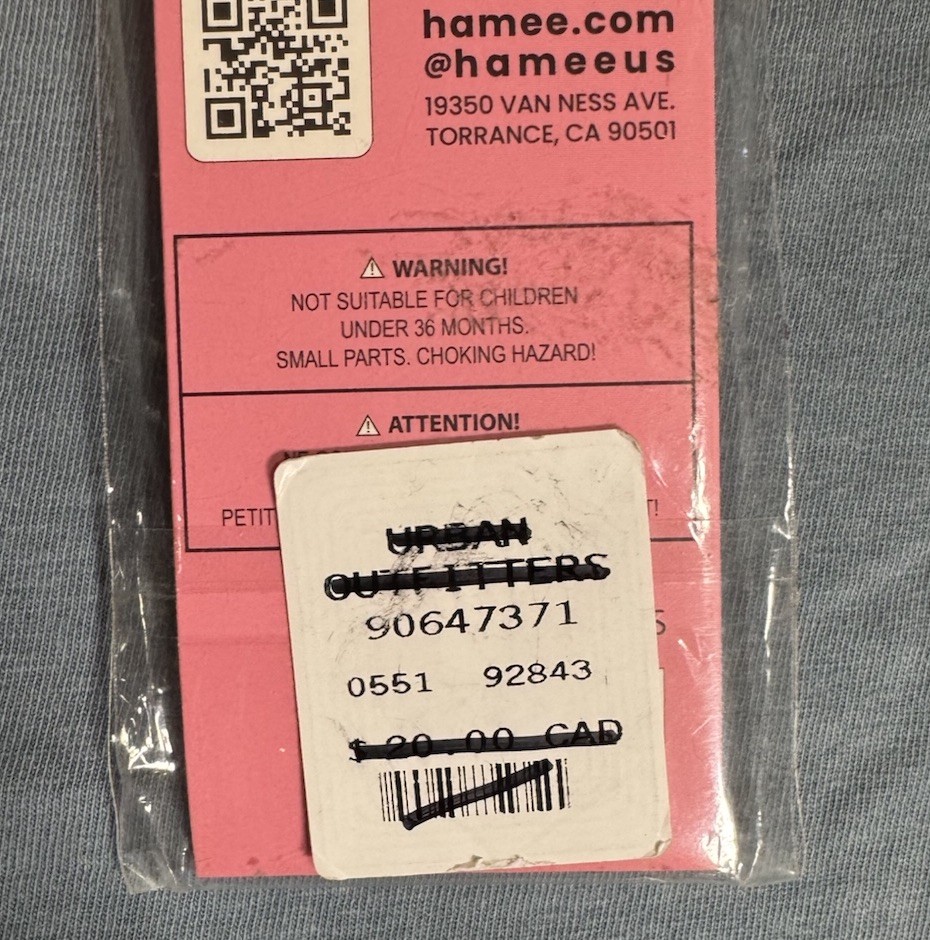 hamee.com
@hameeus
19350 VAN NESS AVE.
TORRANCE, CA 90501
WARNING!
NOT SUITABLE FOR CHILDREN
UNDER 36 MONTHS.
SMALL PARTS. CHOKING HAZARD!
ATTENTION!
PETIT
T!
URBAN
OUTFITTERS
90647371
S
0551 92843
$ 20.00 CAD